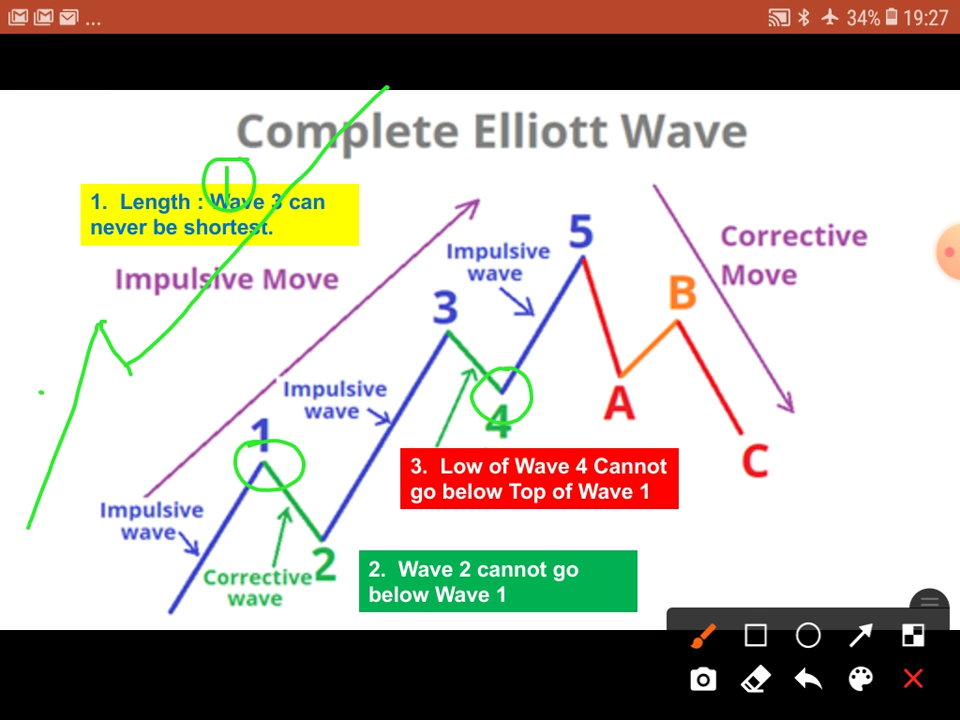 ... 34% 19:27
Complete Elliott Wave
1
1. Length : Wave 3 can
never be shortest.
Impulsive Move
Impulsive
wave
5
Corrective
Move
3
B
Impulsive
wave
A
4
1
3. Low of Wave 4 Cannot
go below Top of Wave 1
C
Impulsive
wave
Corrective
wave
2
2. Wave 2 cannot go
below Wave 1